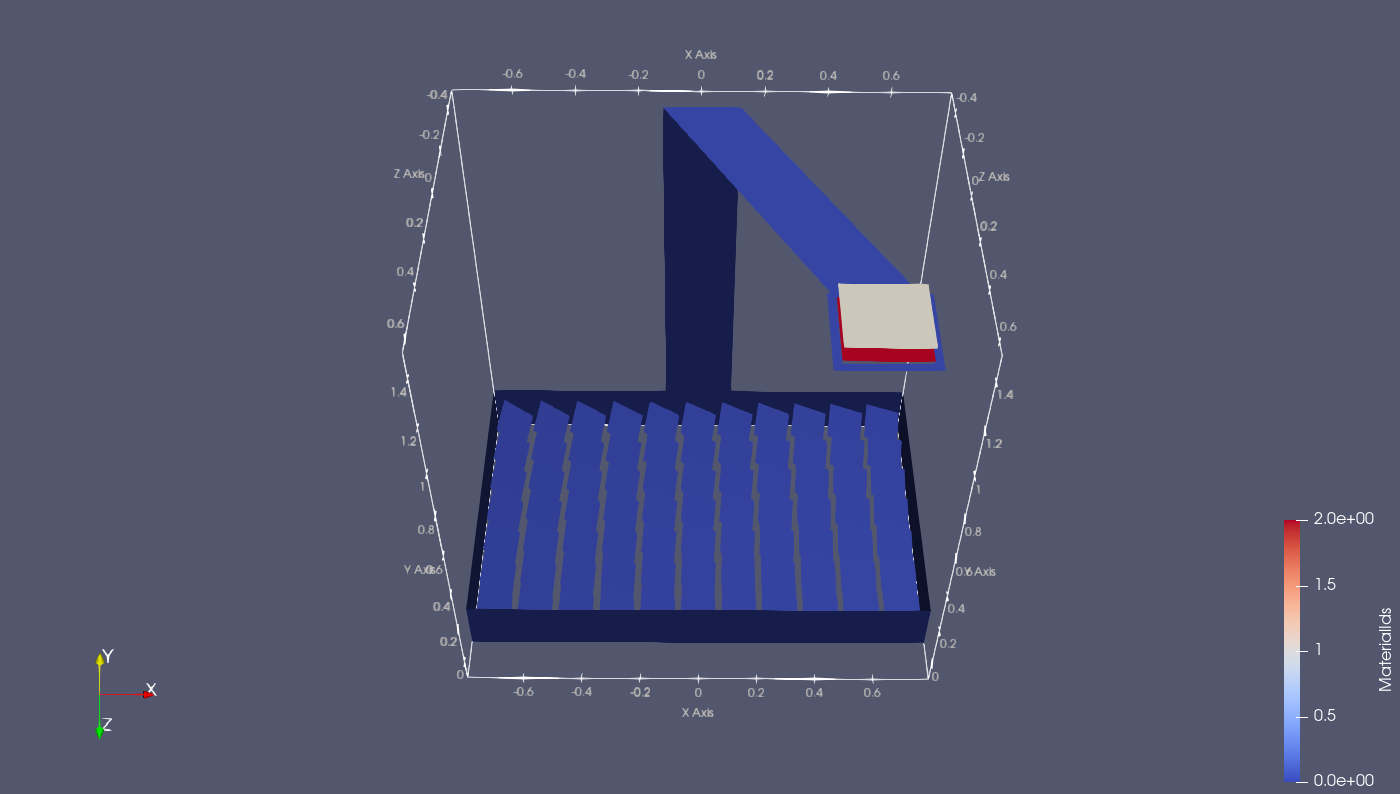 X Axis
-0.6 -0.4 -0.2 0 0.2 0.4 0.6
-0.4 -0.4
-0.2 -0.2
Z Axis 0 0 Z Axis
0.2 0.2
0.4 0.4
0.6 0.6
1.4 1.4
1.2 1.2
1 1
0.8 0.8
Y Axis 0.6 0.6 Y Axis
0.4 0.4
0.2 0.2
0 0
-0.6 -0.4 -0.2 0 0.2 0.4 0.6
X Axis
Y
X
Z
2.0e+00
1.5
1
0.5
0.0e+00
MaterialIds